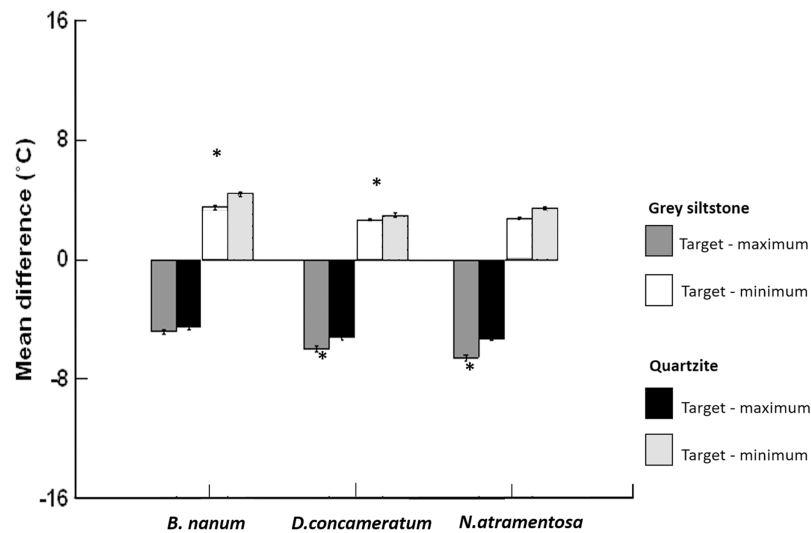 16
8
0
-8
-16
Mean difference (°C)
*
*
*
*
B. nanum
D.concameratum
N.atramentosa
Grey siltstone
Target - maximum
Target - minimum
Quartzite
Target - maximum
Target - minimum